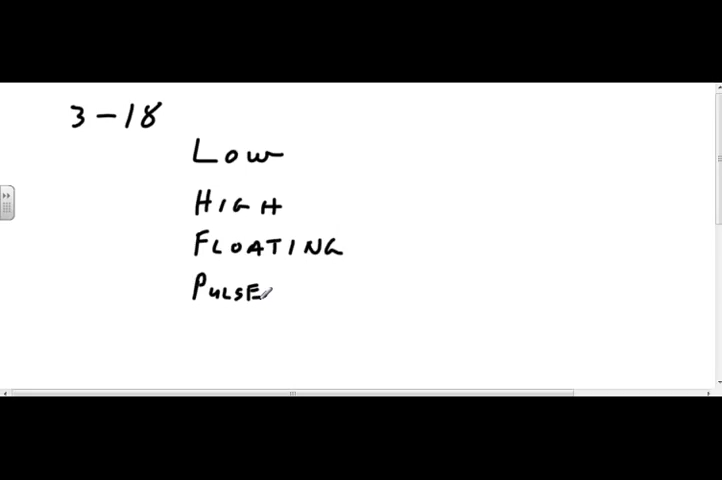 3-18
Low
HIGH
FLOATING
PULSE